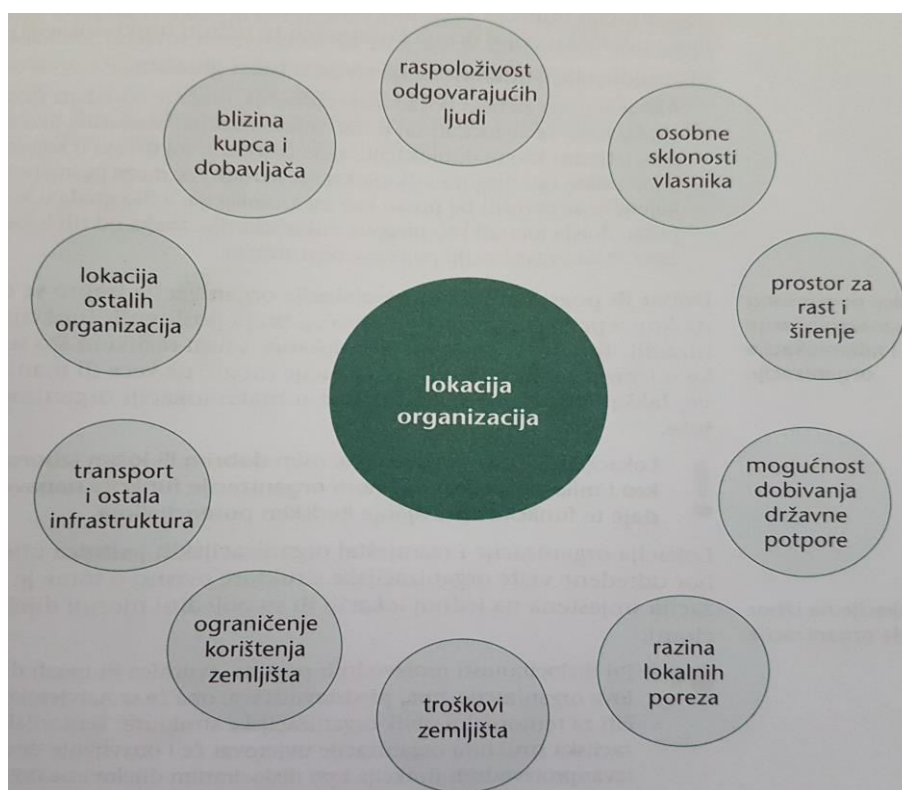 raspoloživost
odgovarajućih
ljudi
osobne
sklonosti
vlasnika
prostor za
rast i
širenje
mogućnost
dobivanja
državne
potpore
razina
lokalnih
poreza
troškovi
zemljišta
ograničenje
korištenja
zemljišta
transport
i ostala
infrastruktura
lokacija
ostalih
organizacija
blizina
kupca i
dobavljača
lokacija
organizacija